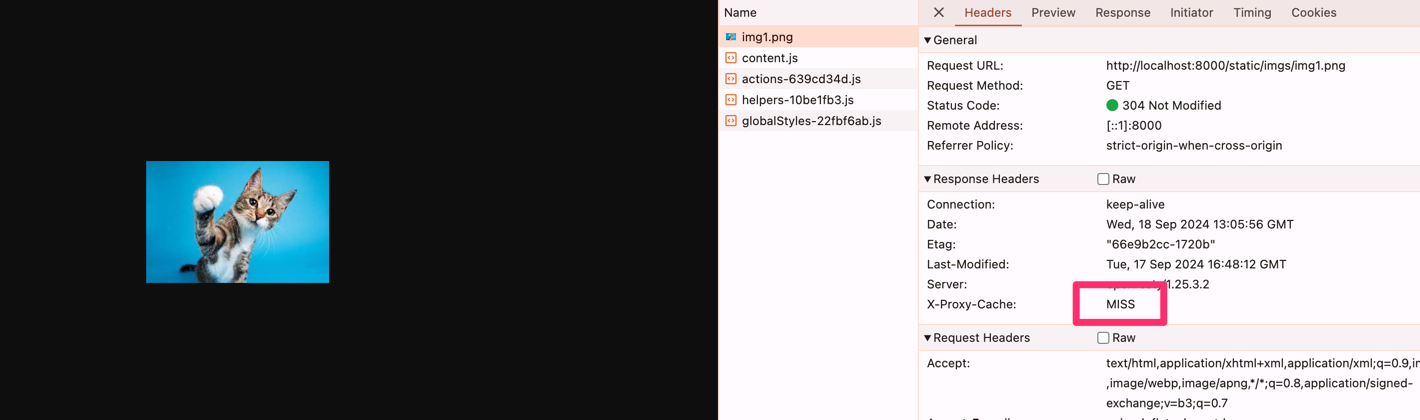 Name
img1.png
content.js
actions-639cd34d.js
helpers-10be1fb3.js
globalStyles-22fbf6ab.js
Headers Preview Response Initiator Timing Cookies
General
Request URL: http://localhost:8000/static/imgs/img1.png
Request Method: GET
Status Code: 304 Not Modified
Remote Address: [::1]:8000
Referrer Policy: strict-origin-when-cross-origin
Response Headers Raw
Connection: keep-alive
Date: Wed, 18 Sep 2024 13:05:56 GMT
Etag: "66e9b2cc-1720b"
Last-Modified: Tue, 17 Sep 2024 16:48:12 GMT
Server: /1.25.3.2
X-Proxy-Cache: MISS
Request Headers Raw
Accept: text/html,application/xhtml+xml,application/xml;q=0.9,in
,image/webp,image/apng,*/*;q=0.8,application/signed-
exchange;v=b3;q=0.7